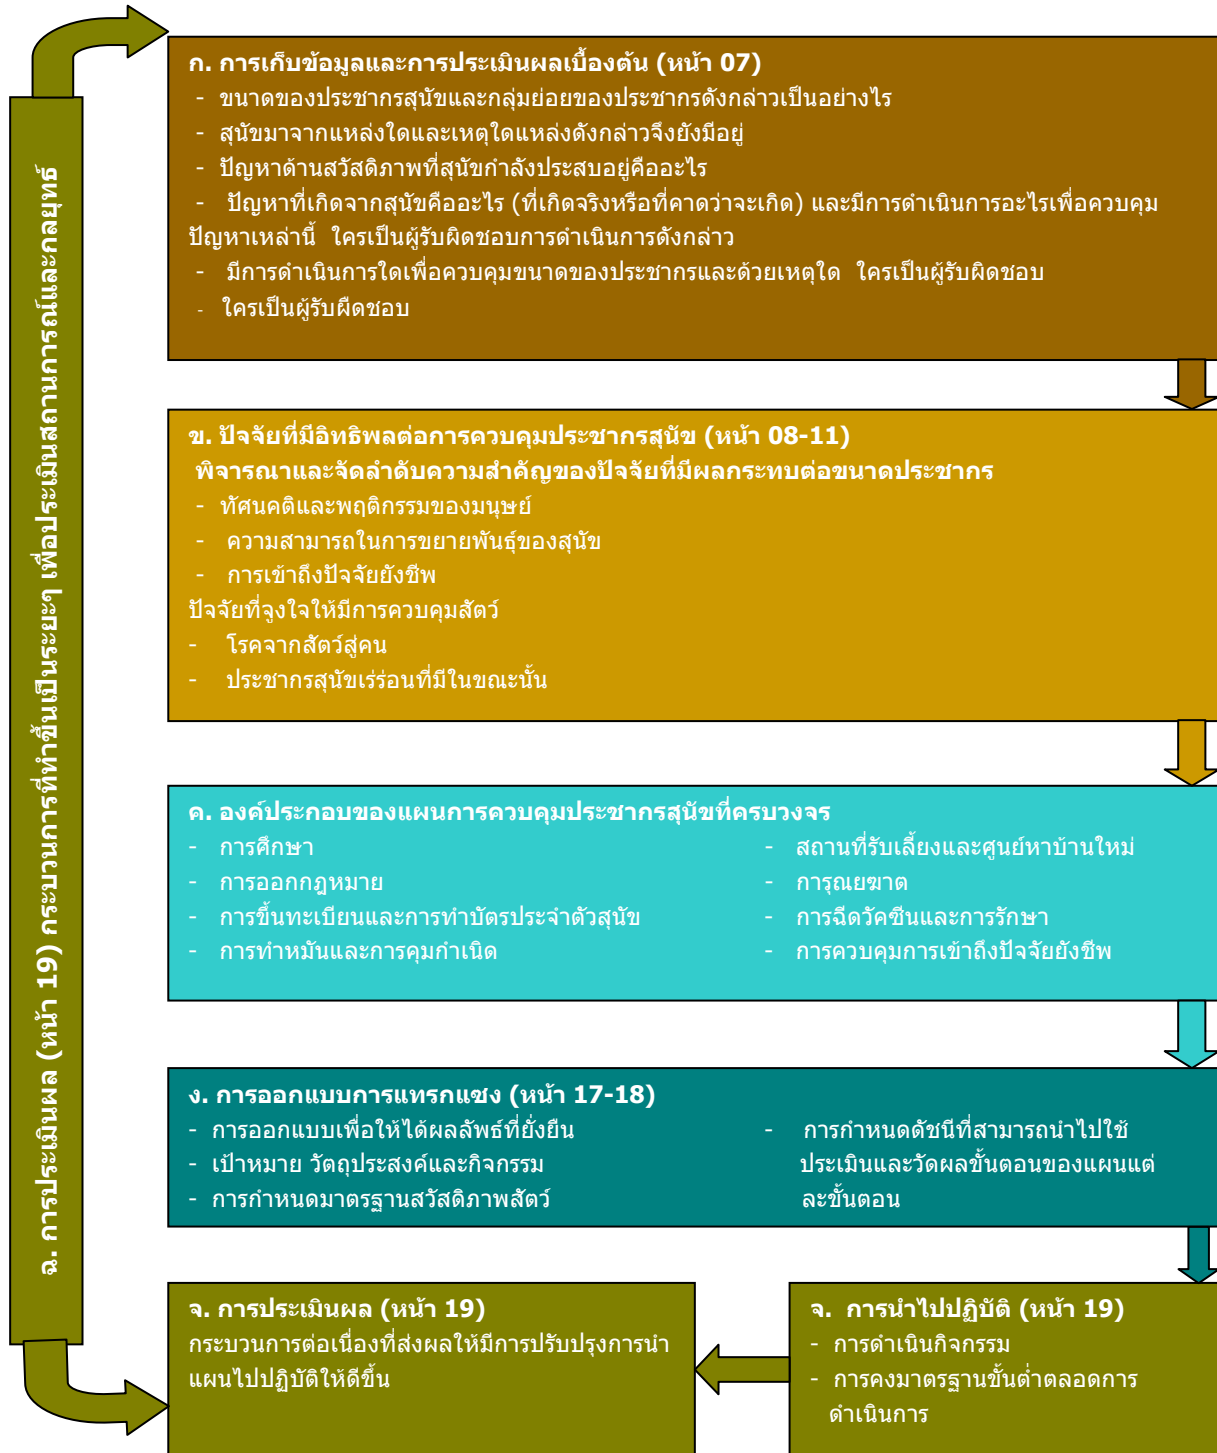 ก. การเก็บข้อมูลและการประเมินผลเบื้องต้น (หน้า 07)
- ขนาดของประชากรสุนัขและกลุ่มย่อยของประชากรดังกล่าวเป็นอย่างไร
- สุนัขมาจากแหล่งใดและเหตุใดแหล่งดังกล่าวจึงยังมีอยู่
- ปัญหาด้านสวัสดิภาพที่สุนัขกำลังประสบอยู่คืออะไร
- ปัญหาที่เกิดจากสุนัขคืออะไร (ที่เกิดจริงหรือที่คาดว่าจะเกิด) และมีการดำเนินการอะไรเพื่อควบคุม
ปัญหาเหล่านี้ ใครเป็นผู้รับผิดชอบการดำเนินการดังกล่าว
- มีการดำเนินการใดเพื่อควบคุมขนาดของประชากรและด้วยเหตุใด ใครเป็นผู้รับผิดชอบ
- ใครเป็นผู้รับผืดชอบ
ข. ปัจจัยที่มีอิทธิพลต่อการควบคุมประชากรสุนัข (หน้า 08-11)
พิจารณาและจัดลำดับความสำคัญของปัจจัยที่มีผลกระทบต่อขนาดประชากร
- ทัศนคติและพฤติกรรมของมนุษย์
- ความสามารถในการขยายพันธุ์ของสุนัข
- การเข้าถึงปัจจัยยังชีพ
ปัจจัยที่จูงใจให้มีการควบคุมสัตว์
- โรคจากสัตว์สู่คน
- ประชากรสุนัขเร่ร่อนที่มีในขณะนั้น
ค. องค์ประกอบของแผนการควบคุมประชากรสุนัขที่ครบวงจร
- การศึกษา
- การออกกฎหมาย
- การขึ้นทะเบียนและการทำบัตรประจำตัวสุนัข
- การทำหมันและการคุมกำเนิด
- สถานที่รับเลี้ยงและศูนย์หาบ้านใหม่
- การุณยฆาต
- การฉีดวัคซีนและการรักษา
- การควบคุมการเข้าถึงปัจจัยยังชีพ
ง. การออกแบบการแทรกแซง (หน้า 17-18)
- การออกแบบเพื่อให้ได้ผลลัพธ์ที่ยั่งยืน
- เป้าหมาย วัตถุประสงค์และกิจกรรม
- การกำหนดมาตรฐานสวัสดิภาพสัตว์
- การกำหนดดัชนีที่สามารถนำไปใช้
ประเมินและวัดผลขั้นตอนของแผนแต่
ละขั้นตอน
จ. การนำไปปฏิบัติ (หน้า 19)
- การดำเนินกิจกรรม
- การคงมาตรฐานขั้นต่ำตลอดการ
ดำเนินการ
จ. การประเมินผล (หน้า 19)
กระบวนการต่อเนื่องที่ส่งผลให้มีการปรับปรุงการนำ
แผนไปปฏิบัติให้ดีขึ้น
ฉ. การประเมินผล (หน้า 19) กระบวนการที่ทำขึ้นเป็นระยะๆ เพื่อประเมินสถานการณ์และกลยุทธ์